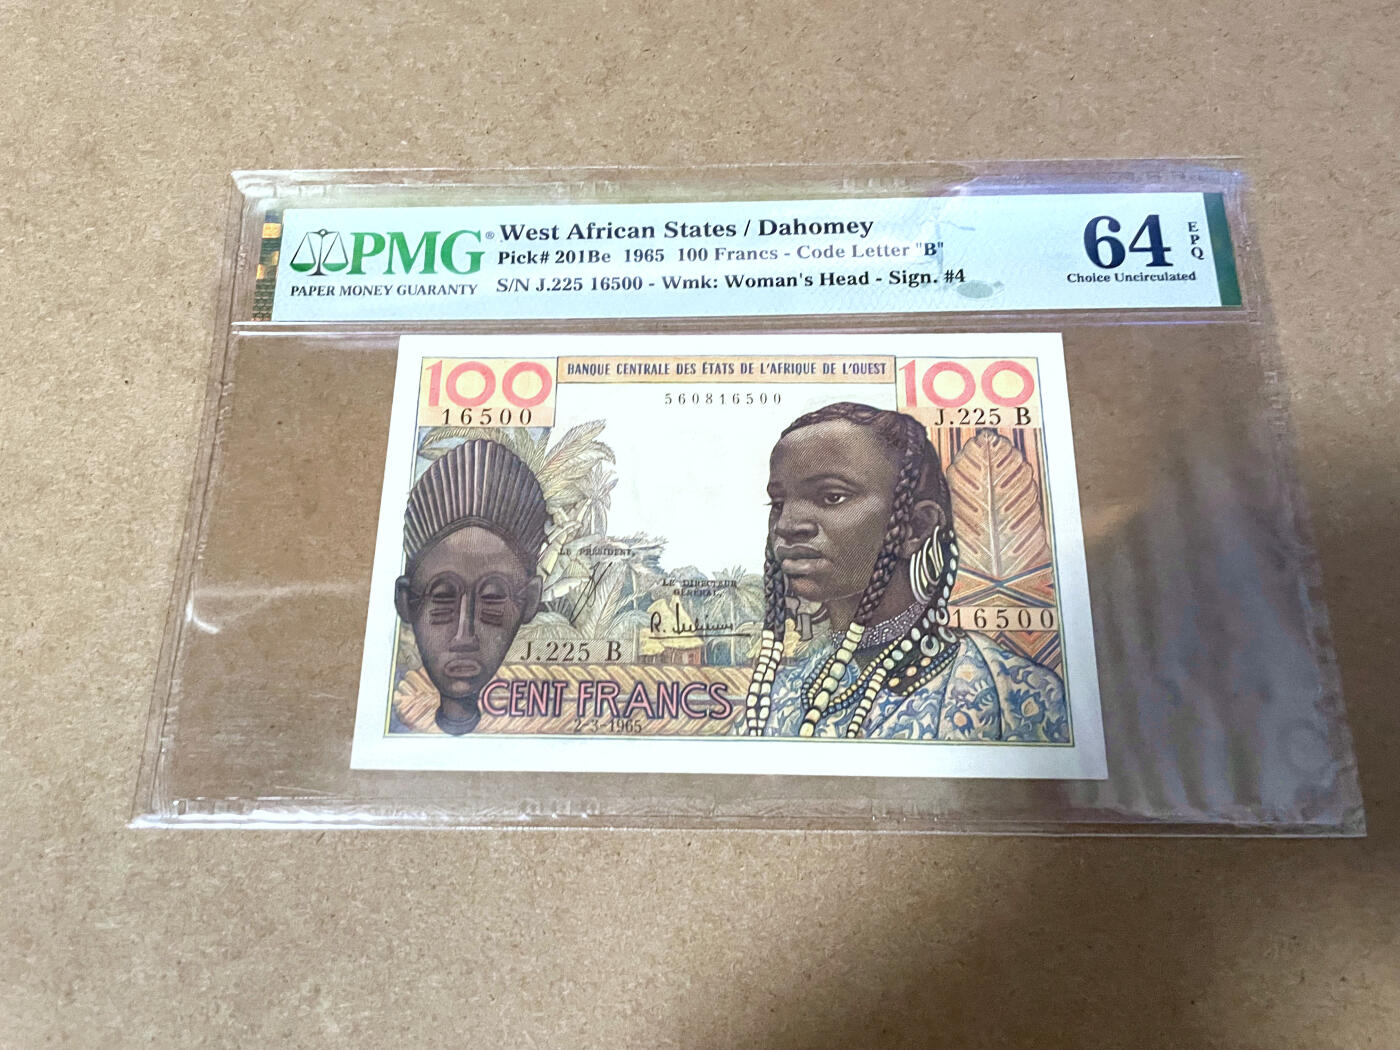 PMG®
PAPER MONEY GUARANTY
West African States / Dahomey
Pick# 201Be 1965 100 Francs - Code Letter "B"
S/N J.225 16500 - Wmk: Woman's Head - Sign. #4
64
EPQ
Choice Uncirculated
100
BANQUE CENTRALE DES ÉTATS DE L'AFRIQUE DE L'OUEST
100
16500
560816500
J.225 B
LE PRÉSIDENT,
LE DIRECTEUR
GÉNÉRAL,
16500
J.225 B
CENT FRANCS
2-3-1965